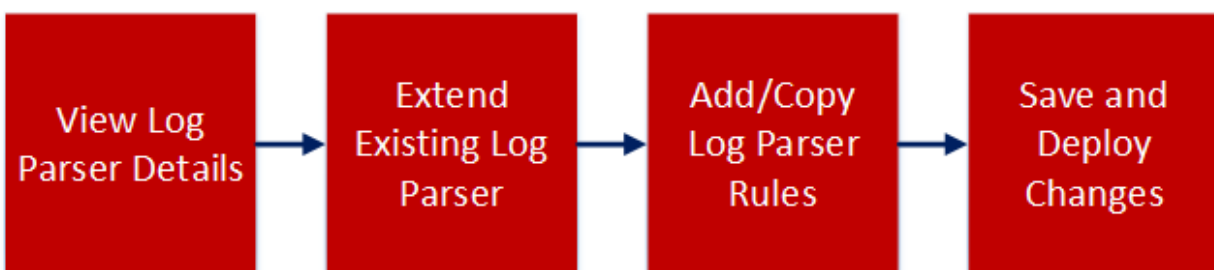 View Log
Parser Details
Extend
Existing Log
Parser
Add/Copy
Log Parser
Rules
Save and
Deploy
Changes